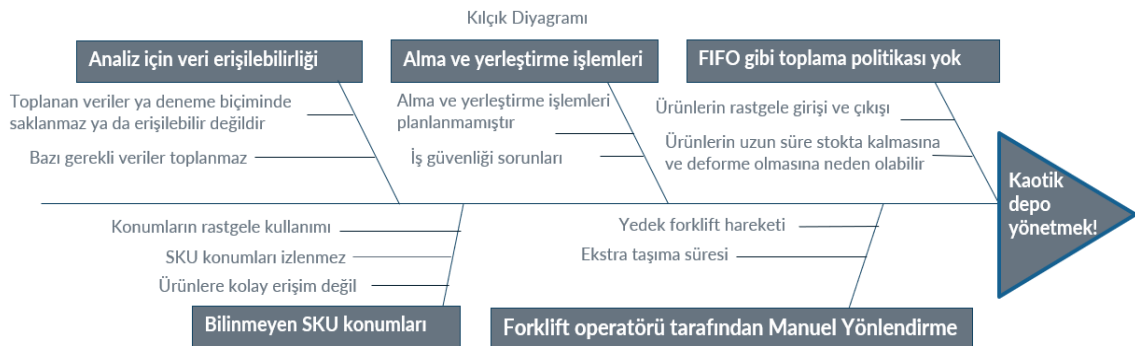 Kılçık Diyagramı
Analiz için veri erişilebilirliği
Alma ve yerleştirme işlemleri
FIFO gibi toplama politikası yok
Toplanan veriler ya deneme biçiminde
saklanmaz ya da erişilebilir değildir
Bazı gerekli veriler toplanmaz
Alma ve yerleştirme işlemleri
planlanmamıştır
İş güvenliği sorunları
Ürünlerin rastgele girişi ve çıkışı
Ürünlerin uzun süre stokta kalmasına
ve deforme olmasına neden olabilir
Kaotik
depo
yönetmek!
Konumların rastgele kullanımı
SKU konumları izlenmez
Ürünlere kolay erişim değil
Yedek forklift hareketi
Ekstra taşıma süresi
Bilinmeyen SKU konumları
Forklift operatörü tarafından Manuel Yönlendirme